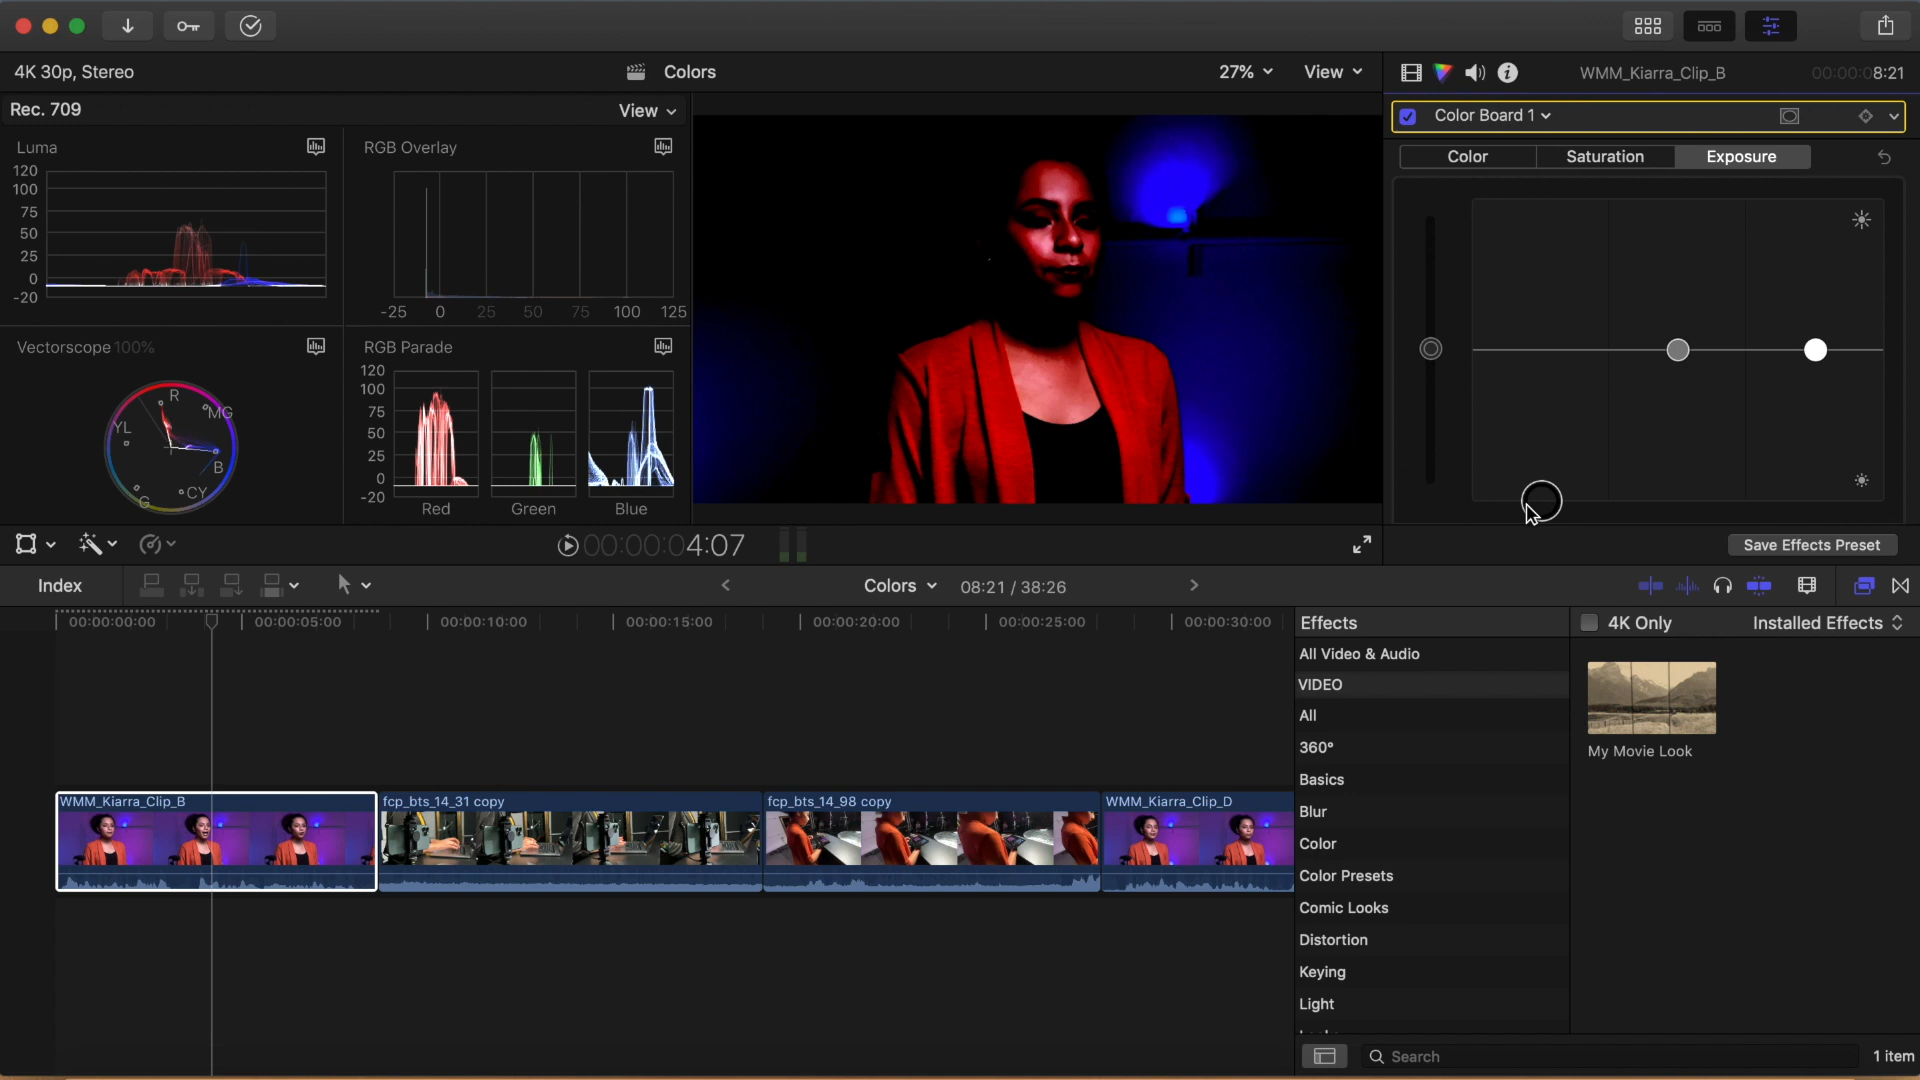 4K 30p, Stereo
Colors
27%
View
WMM_Kiarra_Clip_B
00:00:08:21
Rec. 709
View
Color Board 1
Color
Saturation
Exposure
Luma
120
100
75
50
25
0
-20
RGB Overlay
-25
0
25
50
75
100
125
Vectorscope 100%
R
MG
B
CY
G
YL
RGB Parade
120
100
75
50
25
0
-20
Red
Green
Blue
00:00:00:04:07
Save Effects Preset
Index
Colors
08:21 / 38:26
00:00:00:00
00:00:05:00
00:00:10:00
00:00:15:00
00:00:20:00
00:00:25:00
00:00:30:00
WMM_Kiarra_Clip_B
fcp_bts_14_31 copy
fcp_bts_14_98 copy
WMM_Kiarra_Clip_D
Effects
4K Only
Installed Effects
All Video & Audio
VIDEO
All
360°
Basics
Blur
Color
Color Presets
Comic Looks
Distortion
Keying
Light
My Movie Look
Search
1 item